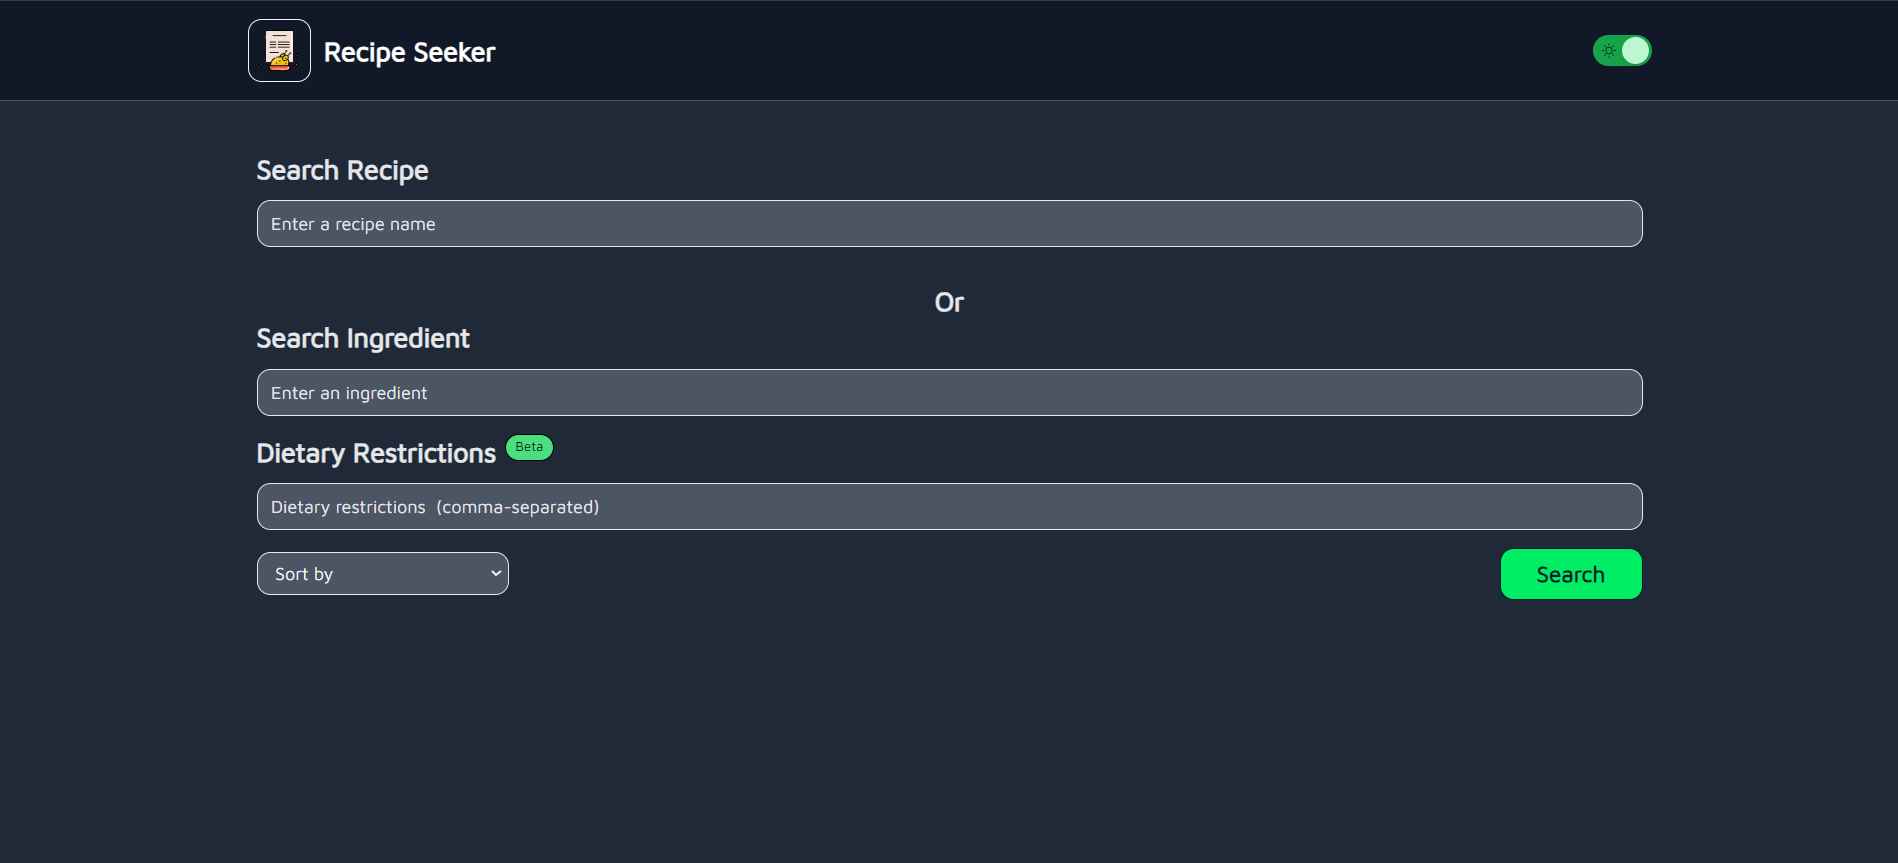 Recipe Seeker
Search Recipe
Enter a recipe name
Or
Search Ingredient
Enter an ingredient
Dietary Restrictions Beta
Dietary restrictions (comma-separated)
Sort by
Search